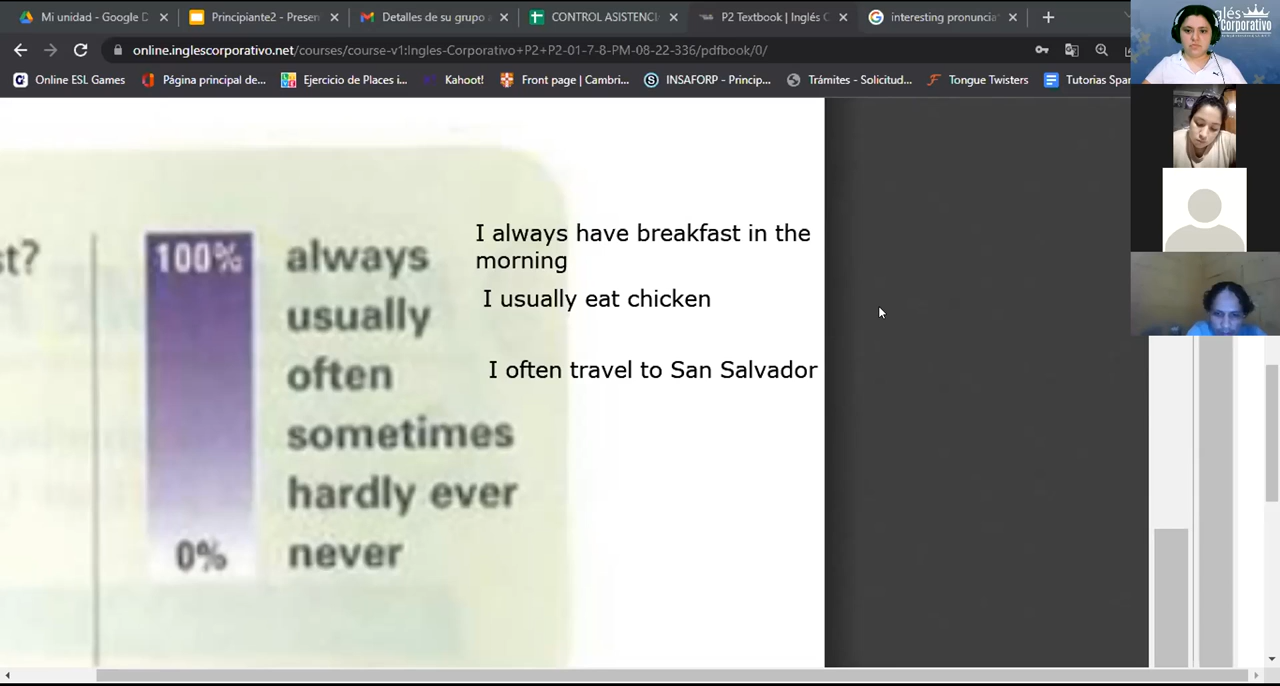 Mi unidad - Google D
Principiante2 - Presen
Detalles de su grupo
CONTROL ASISTENCI
P2 Textbook | Inglés C
interesting pronuncia
online.inglescorporativo.net/courses/course-v1:Ingles-Corporativo+P2+P2-01-7-8-PM-08-22-336/pdfbook/0/
Online ESL Games
Página principal de...
Ejercicio de Places i...
Kahoot!
Front page | Cambri...
INSAFORP - Princip...
Trámites - Solicitud...
Tongue Twisters
Tutorias Spar
glés
orporativo
st?
100%
always
I always have breakfast in the
morning
usually
I usually eat chicken
often
I often travel to San Salvador
sometimes
hardly ever
0%
never